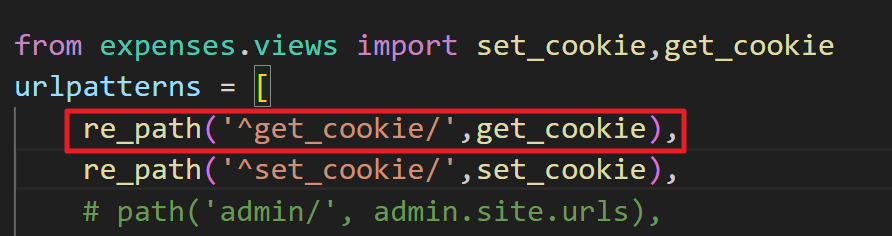 from expenses.views import set_cookie,get_cookie
urlpatterns = [
re_path('^get_cookie/',get_cookie),
re_path('^set_cookie/',set_cookie),
# path('admin/', admin.site.urls),